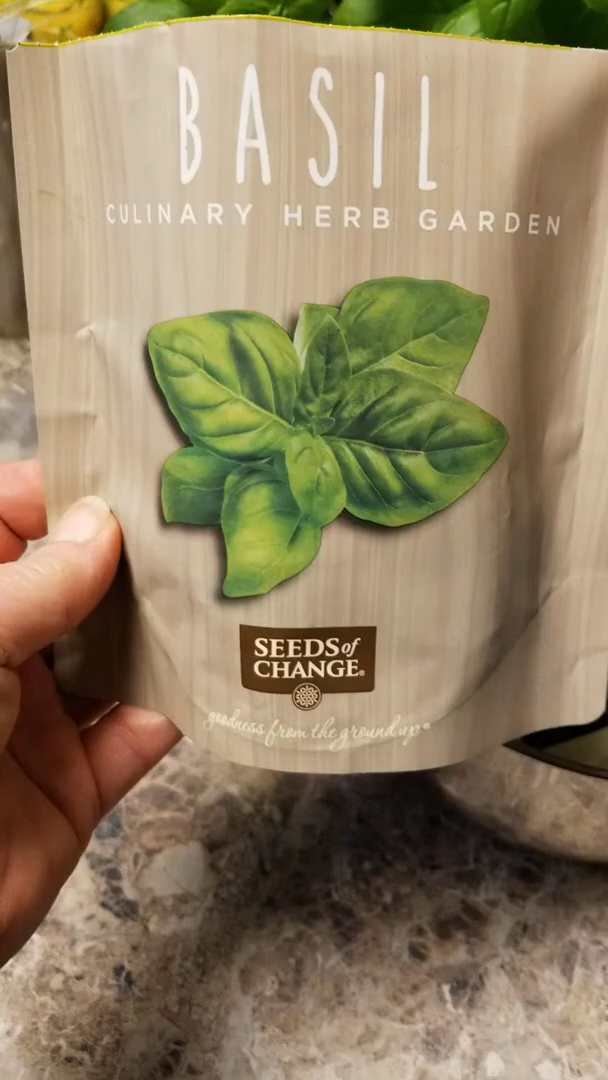 BASIL
CULINARY HERB GARDEN
SEEDS of
CHANGE®
goodness from the ground up®